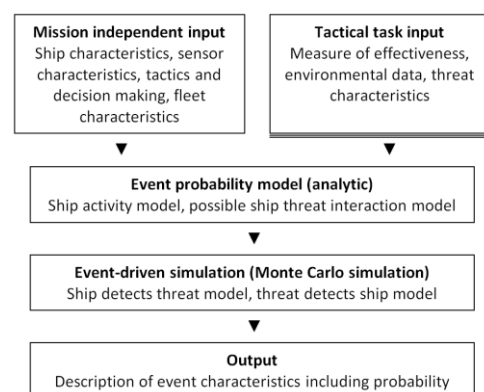 Mission independent input
Ship characteristics, sensor
characteristics, tactics and
decision making, fleet
characteristics
Tactical task input
Measure of effectiveness,
environmental data, threat
characteristics
Event probability model (analytic)
Ship activity model, possible ship threat interaction model
Event-driven simulation (Monte Carlo simulation)
Ship detects threat model, threat detects ship model
Output
Description of event characteristics including probability